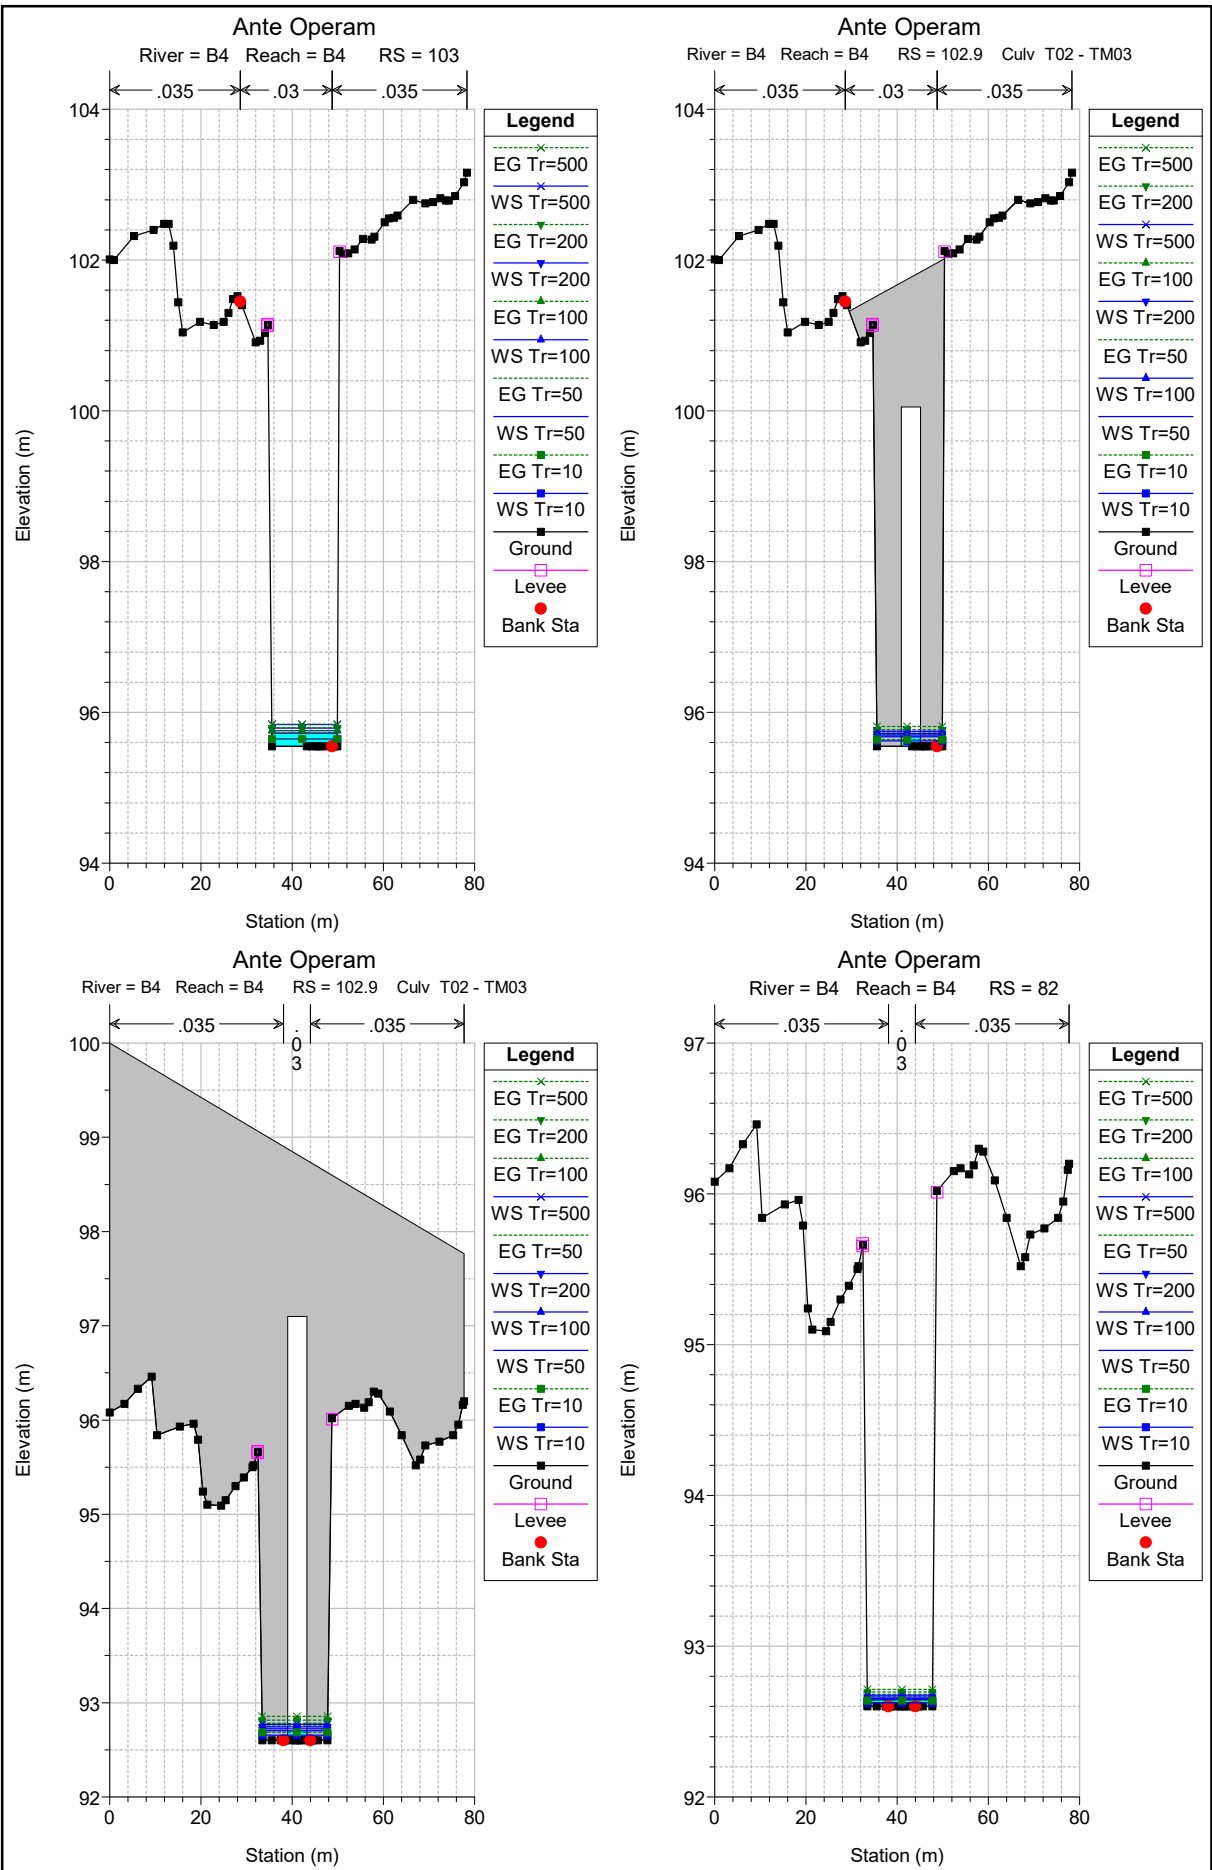 Ante Operam
River = B4 Reach = B4 RS = 103
.035 .03 .035
104
102
100
98
96
94
0 20 40 60 80
Station (m)
Elevation (m)
Legend
EG Tr=500
WS Tr=500
EG Tr=200
WS Tr=200
EG Tr=100
WS Tr=100
EG Tr=50
WS Tr=50
EG Tr=10
WS Tr=10
Ground
Levee
Bank Sta
Ante Operam
River = B4 Reach = B4 RS = 102.9 Culv T02 - TM03
.035 .03 .035
104
102
100
98
96
94
0 20 40 60 80
Station (m)
Elevation (m)
Legend
EG Tr=500
EG Tr=200
WS Tr=500
EG Tr=100
WS Tr=200
EG Tr=50
WS Tr=100
WS Tr=50
EG Tr=10
WS Tr=10
Ground
Levee
Bank Sta
Ante Operam
River = B4 Reach = B4 RS = 102.9 Culv T02 - TM03
.035 .03 .035
100
99
98
97
96
95
94
93
92
0 20 40 60 80
Station (m)
Elevation (m)
Legend
EG Tr=500
EG Tr=200
EG Tr=100
WS Tr=500
EG Tr=50
WS Tr=200
WS Tr=100
WS Tr=50
EG Tr=10
WS Tr=10
Ground
Levee
Bank Sta
Ante Operam
River = B4 Reach = B4 RS = 82
.035 .03 .035
97
96
95
94
93
92
0 20 40 60 80
Station (m)
Elevation (m)
Legend
EG Tr=500
EG Tr=200
EG Tr=100
WS Tr=500
EG Tr=50
WS Tr=200
WS Tr=100
WS Tr=50
EG Tr=10
WS Tr=10
Ground
Levee
Bank Sta